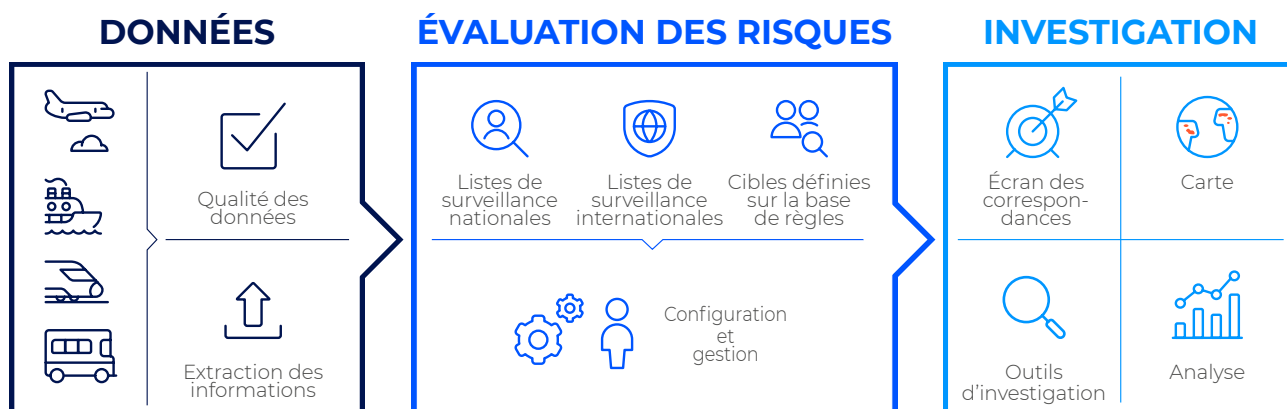 DONNÉES
Qualité des
données
Extraction des
informations
ÉVALUATION DES RISQUES
Listes de
surveillance
nationales
Listes de
surveillance
internationales
Cibles définies
sur la base
de règles
Configuration
et
gestion
INVESTIGATION
Écran des
correspon-
dances
Carte
Outils
d’investigation
Analyse